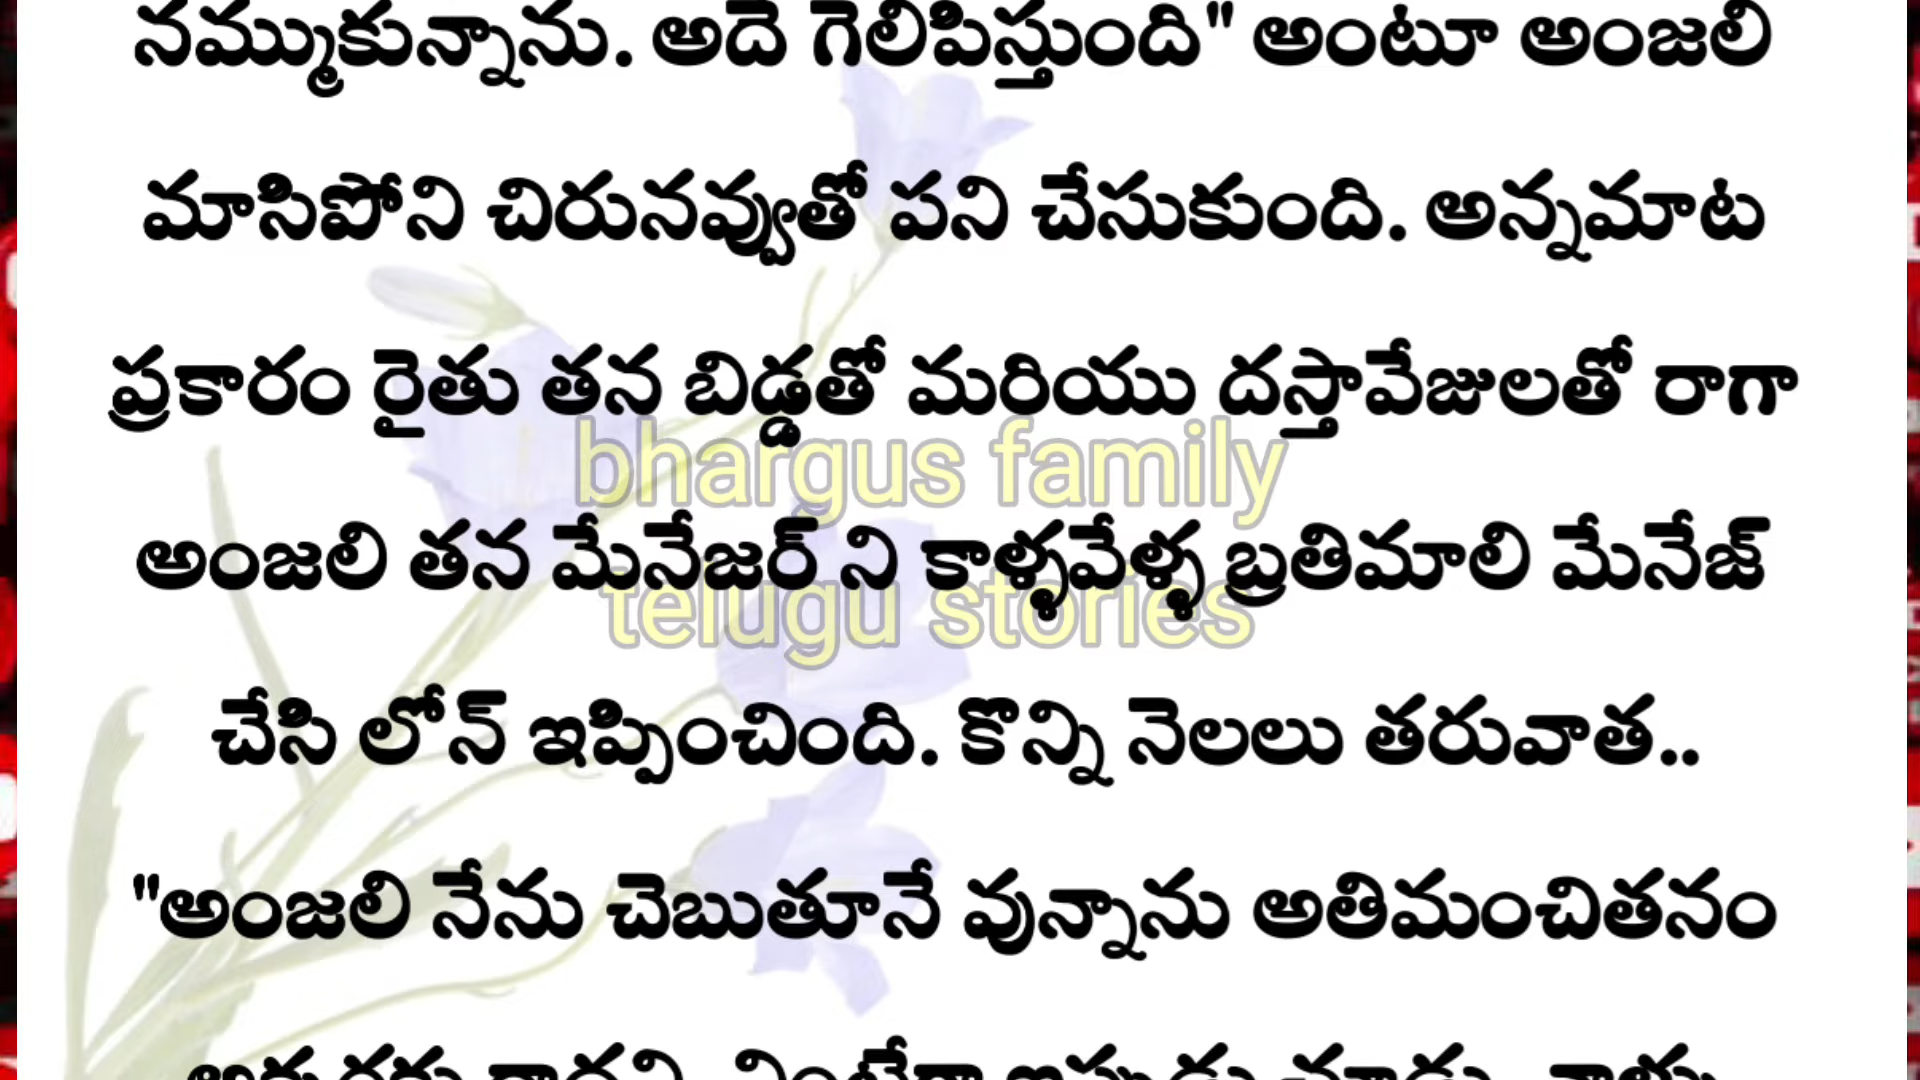 నమ్ముకున్నాను. అదే గెలిపిస్తుంది" అంటూ అంజలి
మాసిపోని చిరునవ్వుతో పని చేసుకుంది. అన్నమాట
ప్రకారం రైతు తన బిడ్డతో మరియు దస్తావేజులతో రాగా
bhargus family
అంజలి తన మేనేజర్ ని కాళ్ళవేళ్ళ బ్రతిమాలి మేనేజ్
telugu stories
చేసి లోన్ ఇప్పించింది. కొన్ని నెలలు తరువాత..
"అంజలి నేను చెబుతూనే వున్నాను అతిమంచితనం